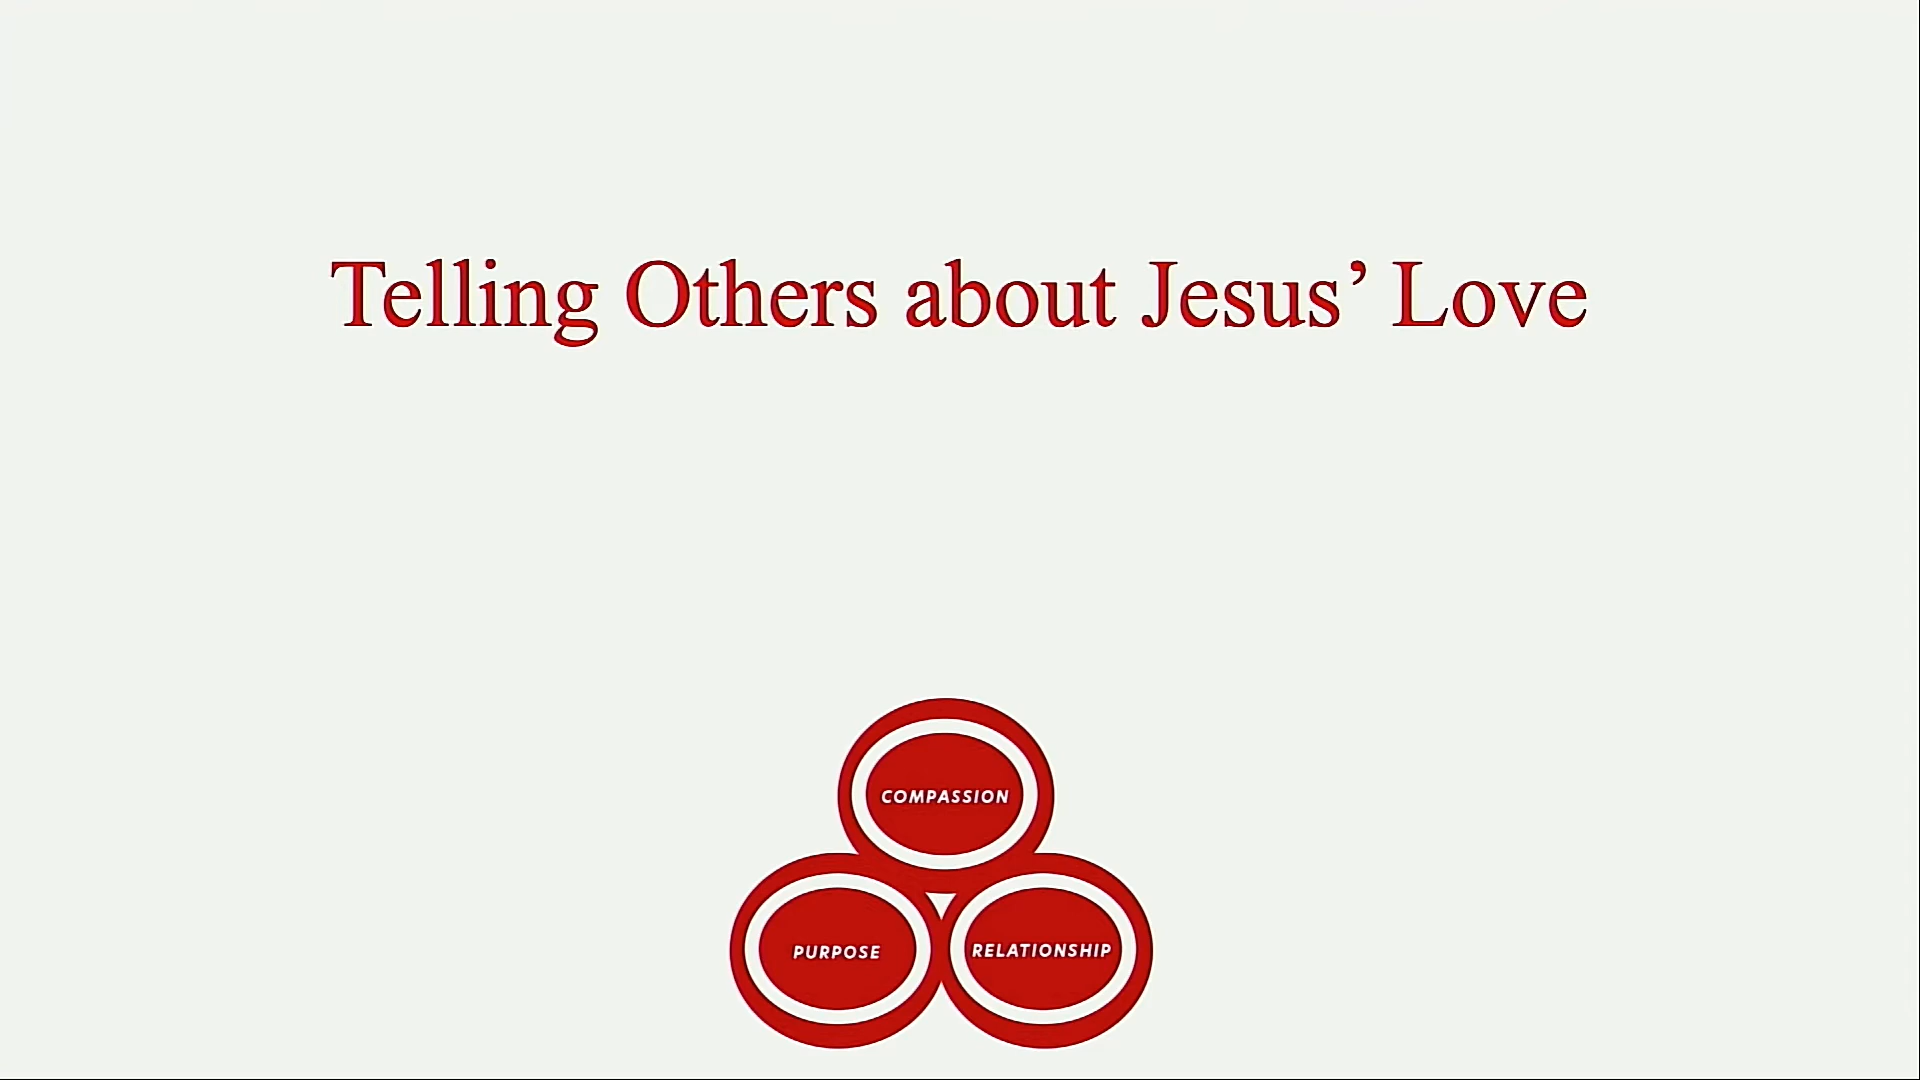 Telling Others about Jesus’ Love
COMPASSION
PURPOSE
RELATIONSHIP